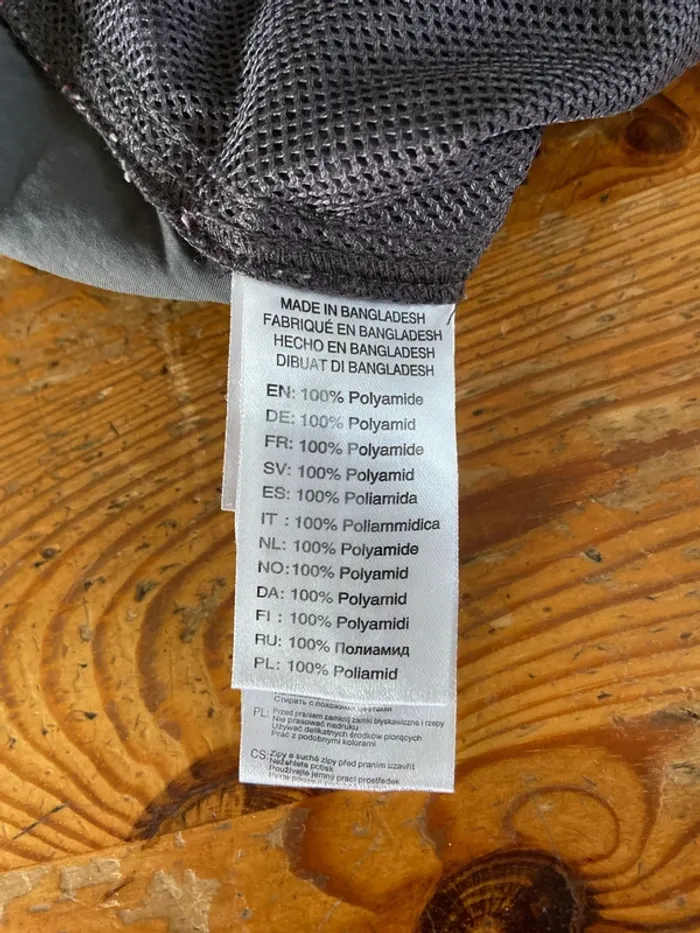 MADE IN BANGLADESH
FABRIQUÉ EN BANGLADESH
HECHO EN BANGLADESH
DIBUAT DI BANGLADESH
EN: 100% Polyamide
DE: 100% Polyamid
FR: 100% Polyamide
SV: 100% Polyamid
ES: 100% Poliamida
IT : 100% Poliammidica
NL: 100% Polyamide
NO:100% Polyamid
DA: 100% Polyamid
FI : 100% Polyamidi
RU: 100% Полиамид
PL: 100% Poliamid
Стирать с похожими цветами
PL: Przed praniem zamknij zamki błyskawiczne i rzepy
Nie prasować nadruku
Używać delikatnych środków piorących
Prać z podobnymi kolorami
CS: Zipy a suché zipy před praním uzavřít
Nežehlete potisk
Používejte jemný prací prostředek